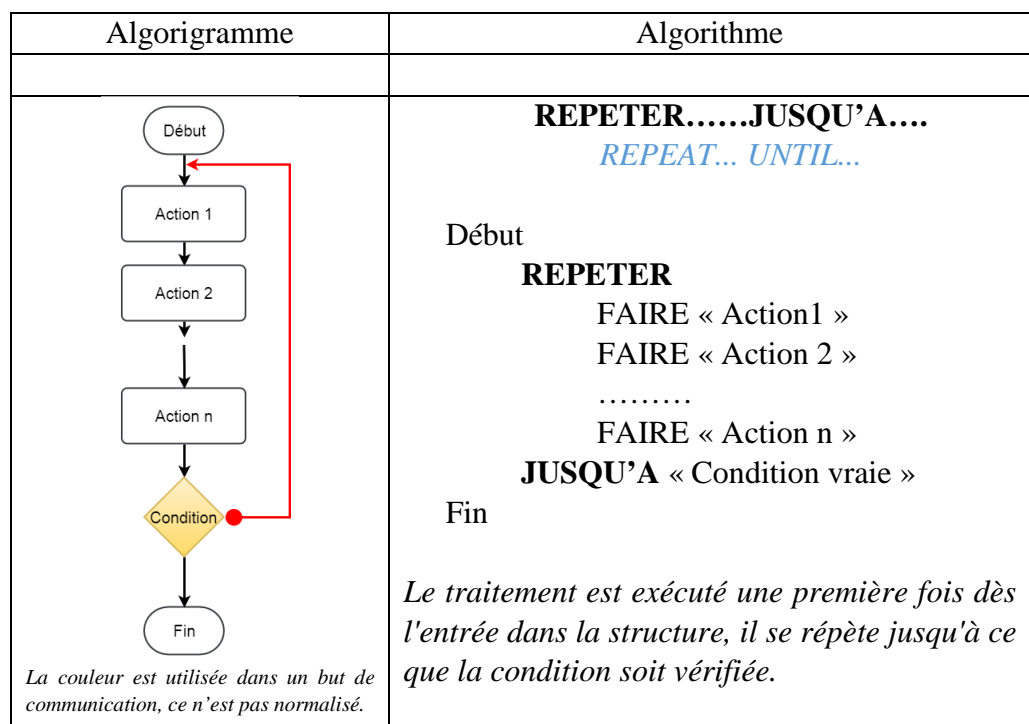 Algorigramme
Algorithme
Début
Action 1
Action 2
Action n
Condition
Fin
La couleur est utilisée dans un but de
communication, ce n’est pas normalisé.
REPETER……JUSQU’A….
REPEAT... UNTIL...
Début
REPETER
FAIRE « Action1 »
FAIRE « Action 2 »
………
FAIRE « Action n »
JUSQU’A « Condition vraie »
Fin
Le traitement est exécuté une première fois dès
l'entrée dans la structure, il se répète jusqu'à ce
que la condition soit vérifiée.